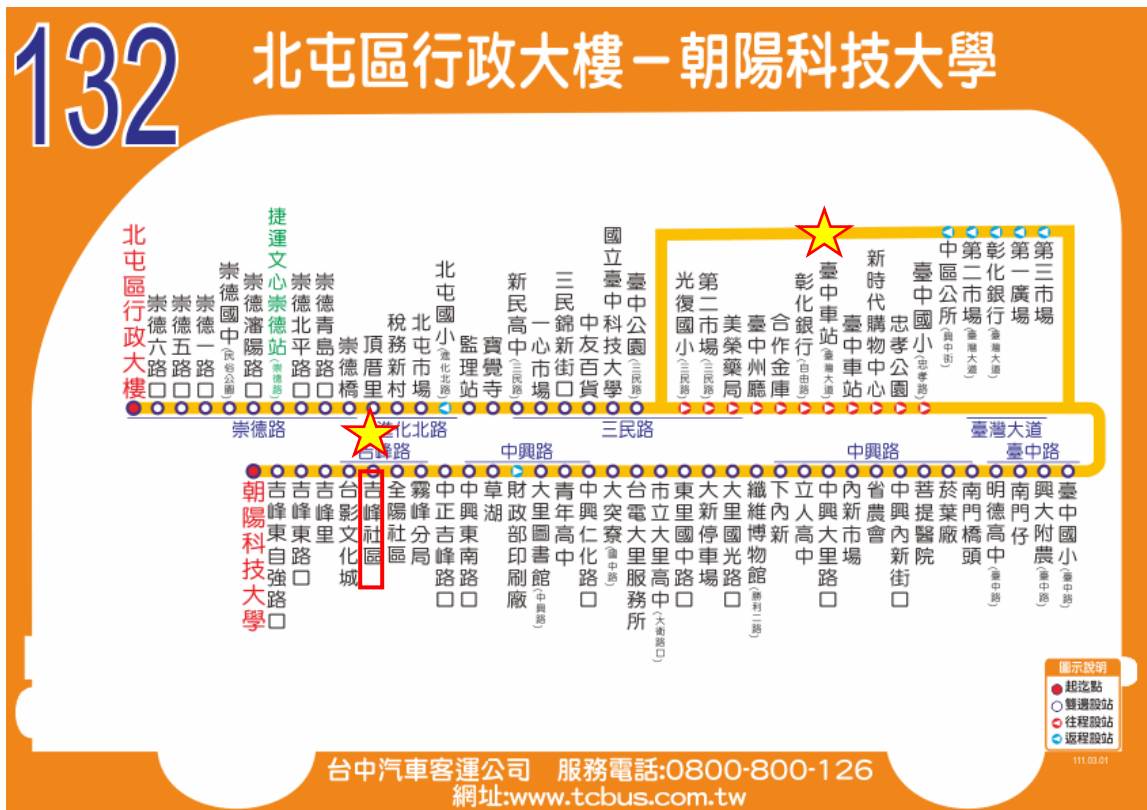 132
北屯區行政大樓－朝陽科技大學
北屯區行政大樓
崇德六路口
崇德五路口
崇德一路口
崇德國中(民俗公園)
崇德瀋陽路口
捷運文心崇德站(崇德路)
崇德北平路口
崇德青島路口
崇德橋
頂厝里
稅務新村
北屯市場
北屯國小(進化北路)
監理站
寶覺寺
新民高中(三民路)
一心市場
三民錦新街口
中友百貨
國立臺中科技大學
臺中公園(三民路)
光復國小(三民路)
第二市場(三民路)
美榮藥局
臺中州廳
合作金庫
彰化銀行(自由路)
臺中車站(臺灣大道)
臺中車站
新時代購物中心
忠孝公園
臺中國小(忠孝路)
中區公所(興中街)
第二市場(臺灣大道)
彰化銀行(臺灣大道)
第一廣場
第三市場
崇德路
進化北路
三民路
臺灣大道
吉峰路
中興路
中興路
臺中路
朝陽科技大學
吉峰東自強路口
吉峰東路口
吉峰里
台影文化城
吉峰社區
全陽社區
霧峰分局
中正吉峰路口
中興東南路口
草湖
財政部印刷廠
大里圖書館(中興路)
青年高中
中興仁化路口
大突寮(中路)
台電大里服務所
市立大里高中(大衛路口)
東里國中路口
大新停車場
大里國光路口
纖維博物館(勝利二路)
下內新
立人高中
中興大里路口
內新市場
省農會
中興內新街口
菩提醫院
菸葉廠
南門橋頭
明德高中(臺中路)
南門仔
興大附農(臺中路)
臺中國小(臺中路)
圖示說明
起迄點
雙邊設站
往程設站
返程設站
111.03.01
台中汽車客運公司 服務電話:0800-800-126
網址:www.tcbus.com.tw